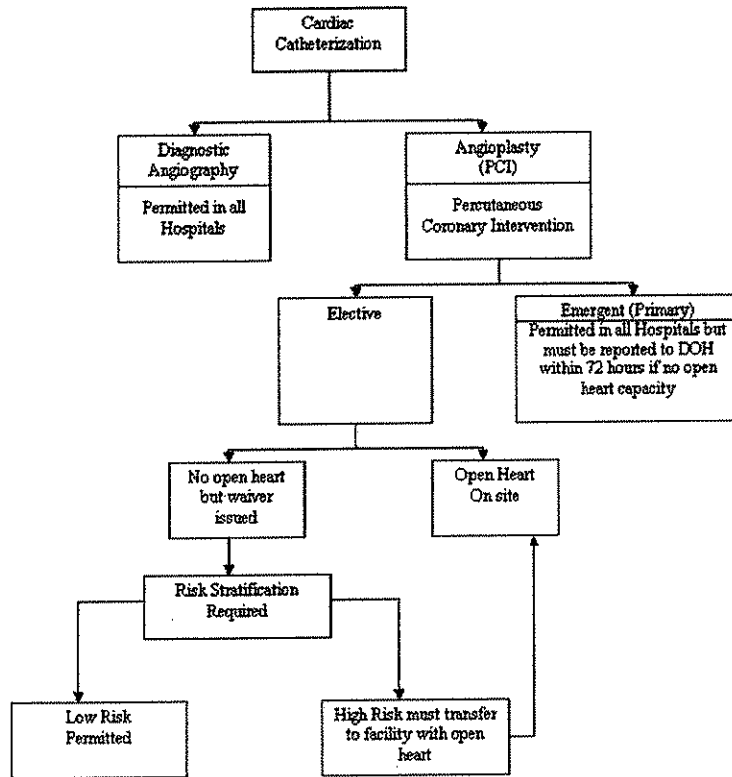 Cardiac
Catheterization
Diagnostic
Angiography
Permitted in all
Hospitals
Angioplasty
(PCI)
Percutaneous
Coronary Intervention
Elective
Emergent (Primary)
Permitted in all Hospitals but
must be reported to DOH
within 72 hours if no open
heart capacity
No open heart
but waiver
issued
Open Heart
On site
Risk Stratification
Required
Low Risk
Permitted
High Risk must transfer
to facility with open
heart